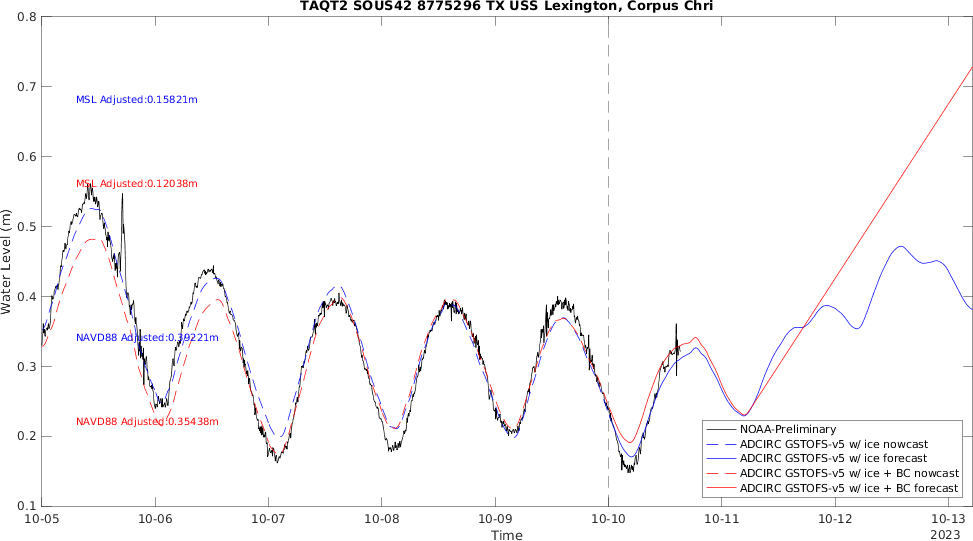 TAQT2 SOUS42 8775296 TX USS Lexington, Corpus Chri
0.8
0.7
0.6
0.5
0.4
0.3
0.2
0.1
Water Level (m)
MSL Adjusted:0.15821m
MSL Adjusted:0.12038m
NAVD88 Adjusted:0.39221m
NAVD88 Adjusted:0.35438m
NOAA-Preliminary
ADCIRC GSTOFS-v5 w/ ice nowcast
ADCIRC GSTOFS-v5 w/ ice forecast
ADCIRC GSTOFS-v5 w/ ice + BC nowcast
ADCIRC GSTOFS-v5 w/ ice + BC forecast
10-05 10-06 10-07 10-08 10-09 10-10 10-11 10-12 10-13
2023
Time